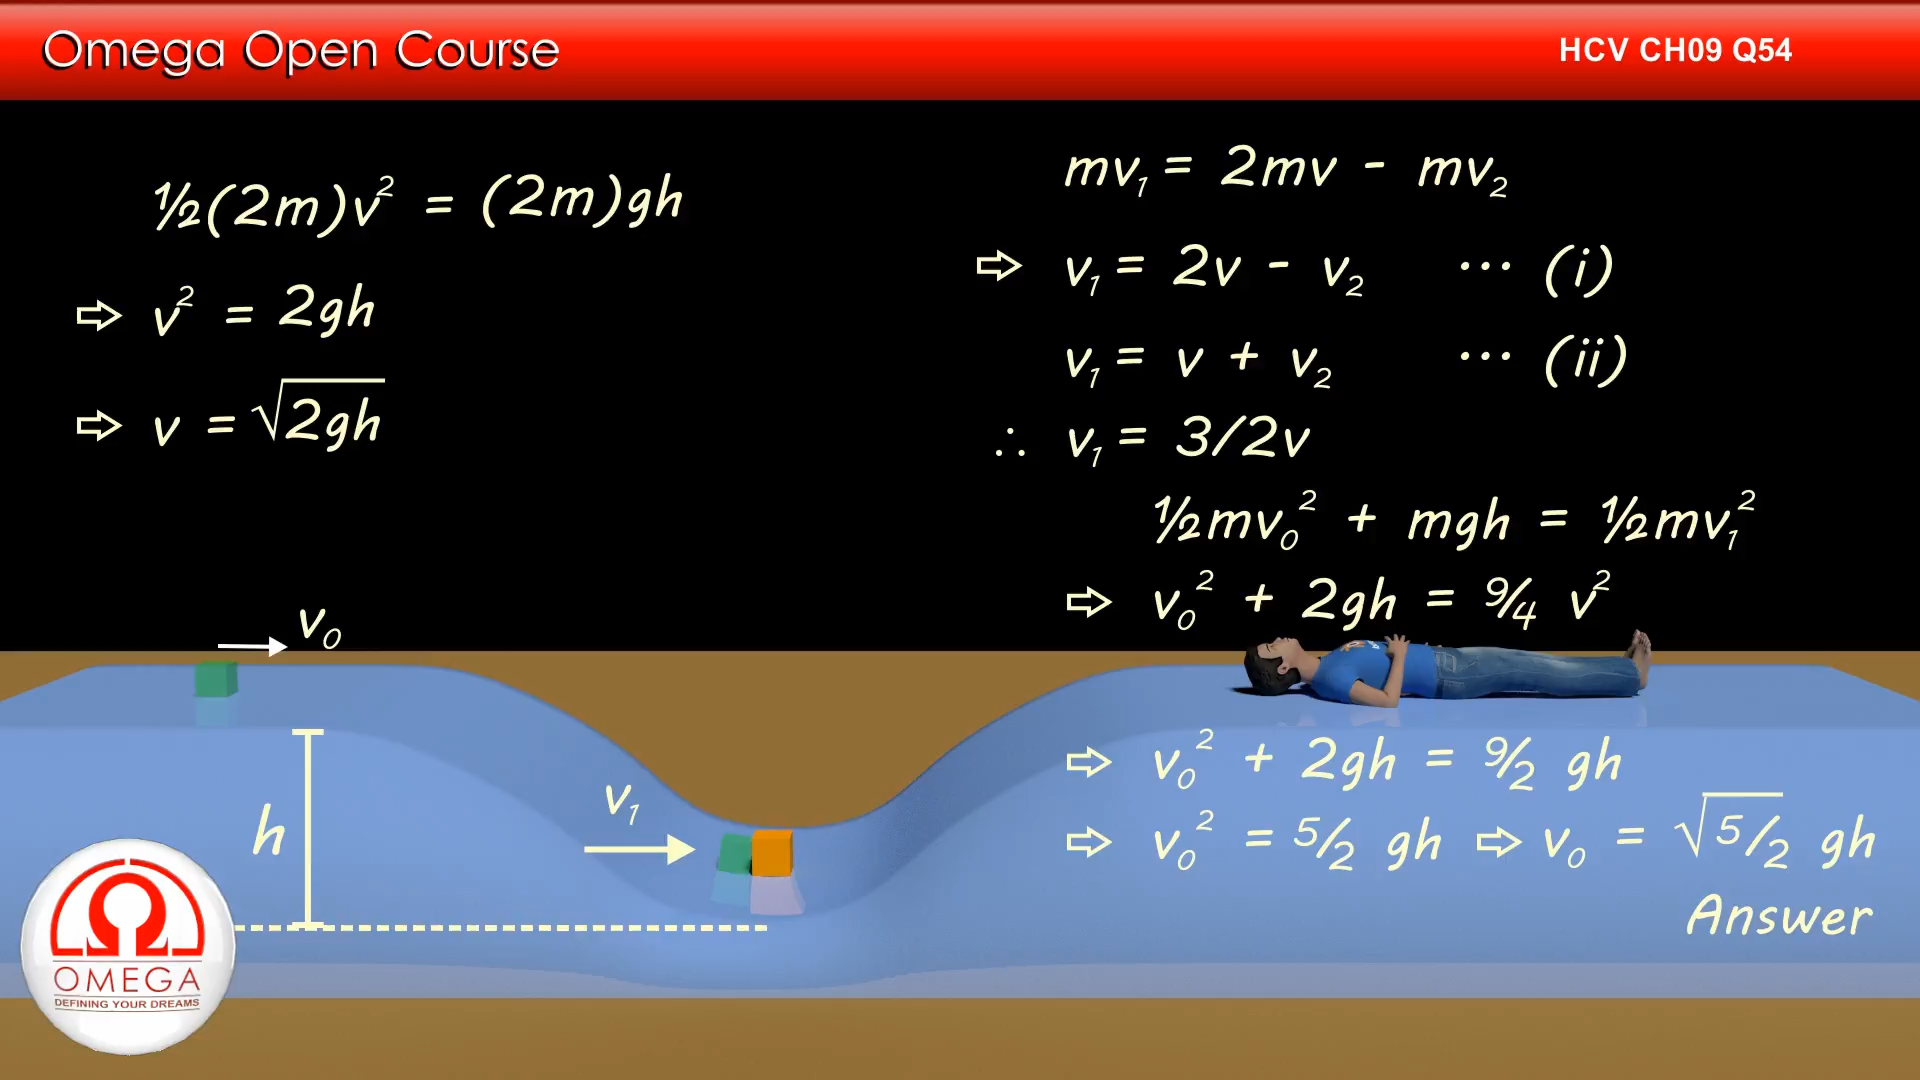 Omega Open Course
HCV CH09 Q54
½(2m)v² = (2m)gh
⇨ v² = 2gh
⇨ v = √2gh
mv₁ = 2mv - mv₂
⇨ v₁ = 2v - v₂ ··· (i)
v₁ = v + v₂ ··· (ii)
∴ v₁ = 3/2v
½mv₀² + mgh = ½mv₁²
⇨ v₀² + 2gh = 9/4 v²
⇨ v₀² + 2gh = 9/2 gh
⇨ v₀² = 5/2 gh ⇨ v₀ = √5/2 gh
Answer
v₀
h
v₁
OMEGA
DEFINING YOUR DREAMS